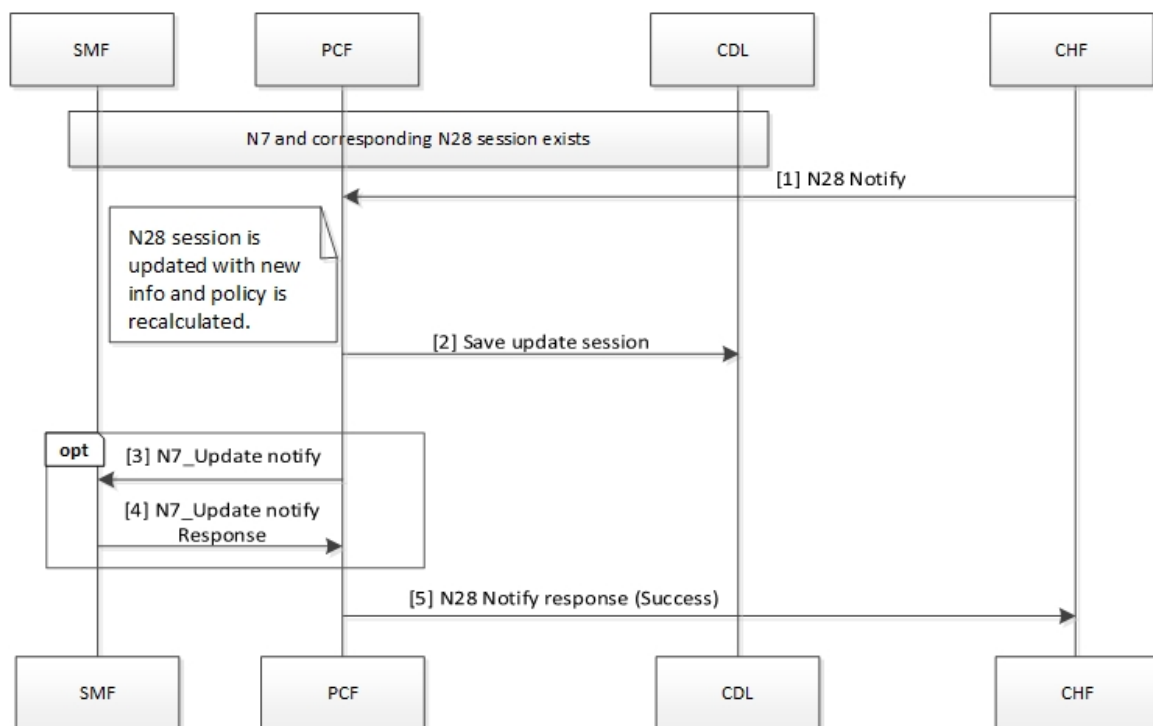 SMF
PCF
CDL
CHF
N7 and corresponding N28 session exists
[1] N28 Notify
N28 session is
updated with new
info and policy is
recalculated.
[2] Save update session
opt
[3] N7_Update notify
[4] N7_Update notify
Response
[5] N28 Notify response (Success)
SMF
PCF
CDL
CHF